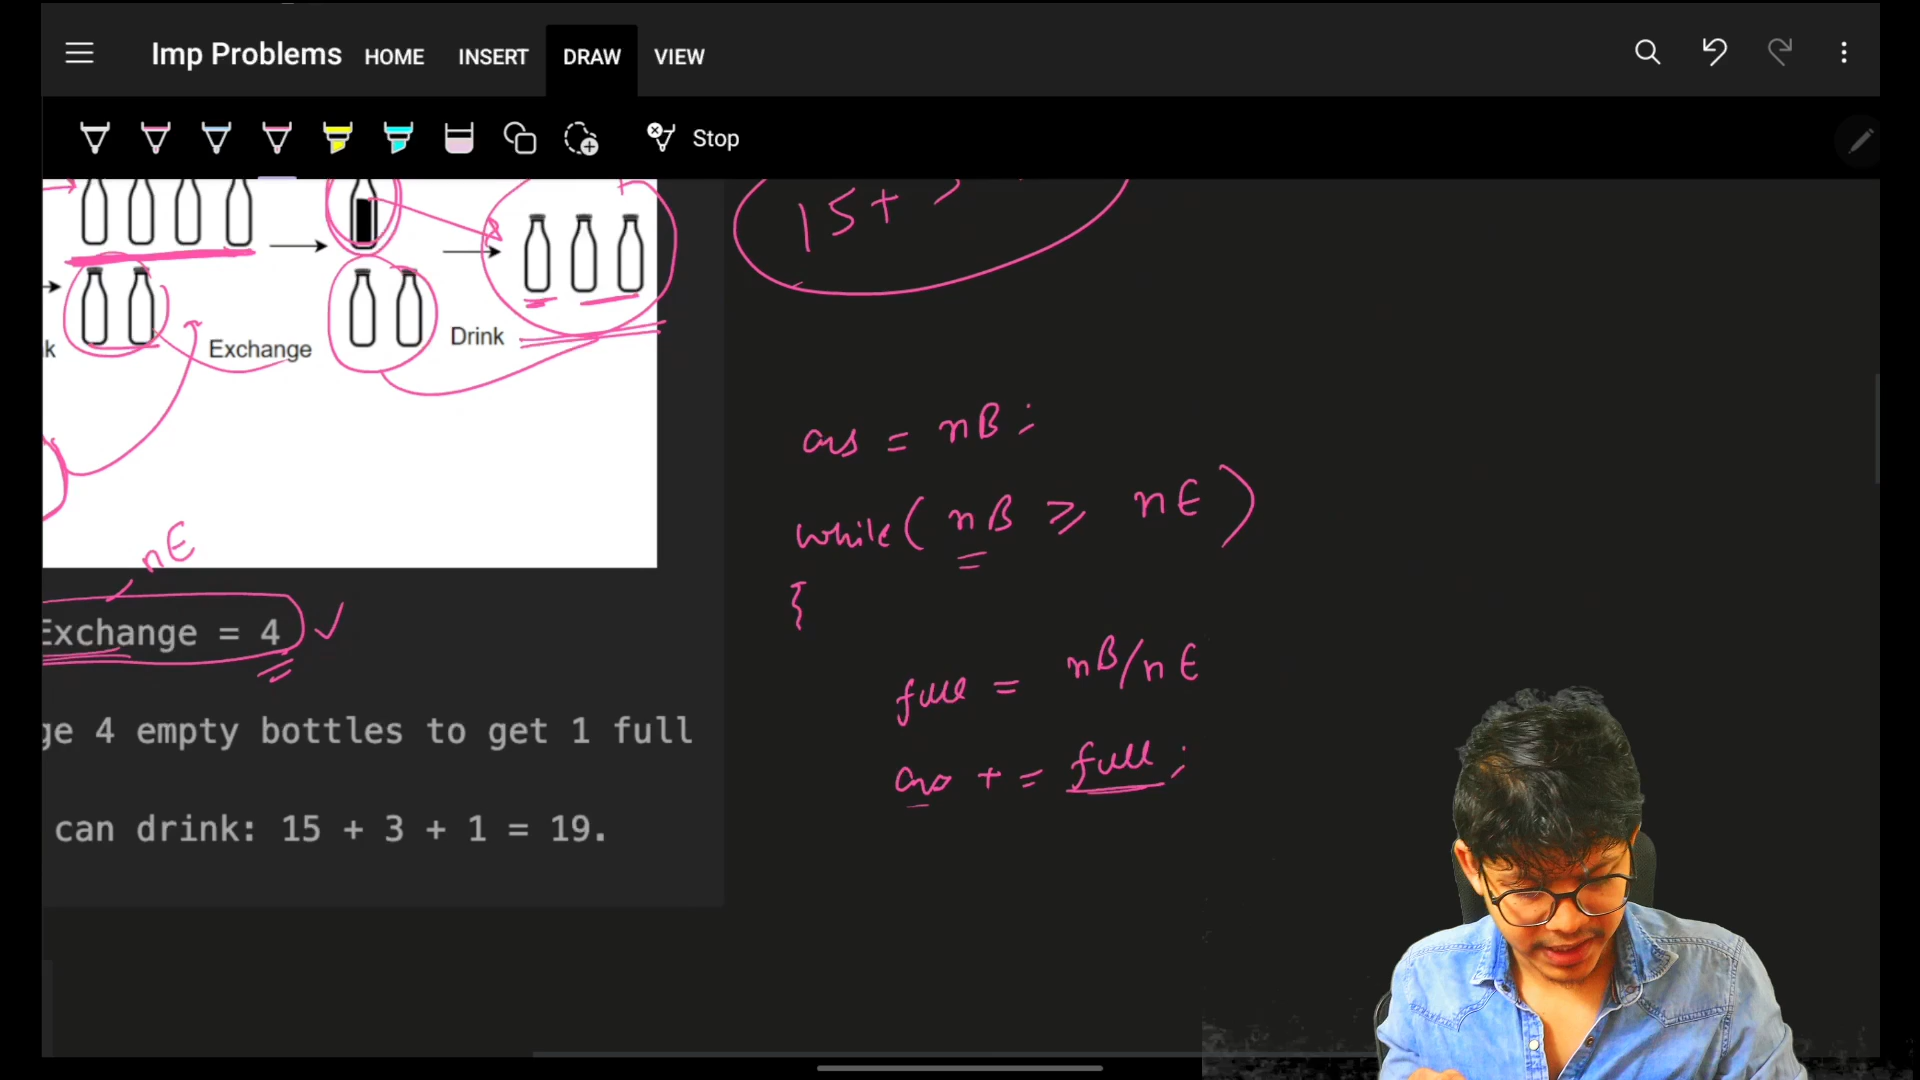 Imp Problems HOME INSERT DRAW VIEW
Stop
15+
k Exchange Drink
nE
Exchange = 4
ge 4 empty bottles to get 1 full
can drink: 15 + 3 + 1 = 19.
ans = nB;
while( nB ≥ nE )
{
full = nB/nE
ans += full;